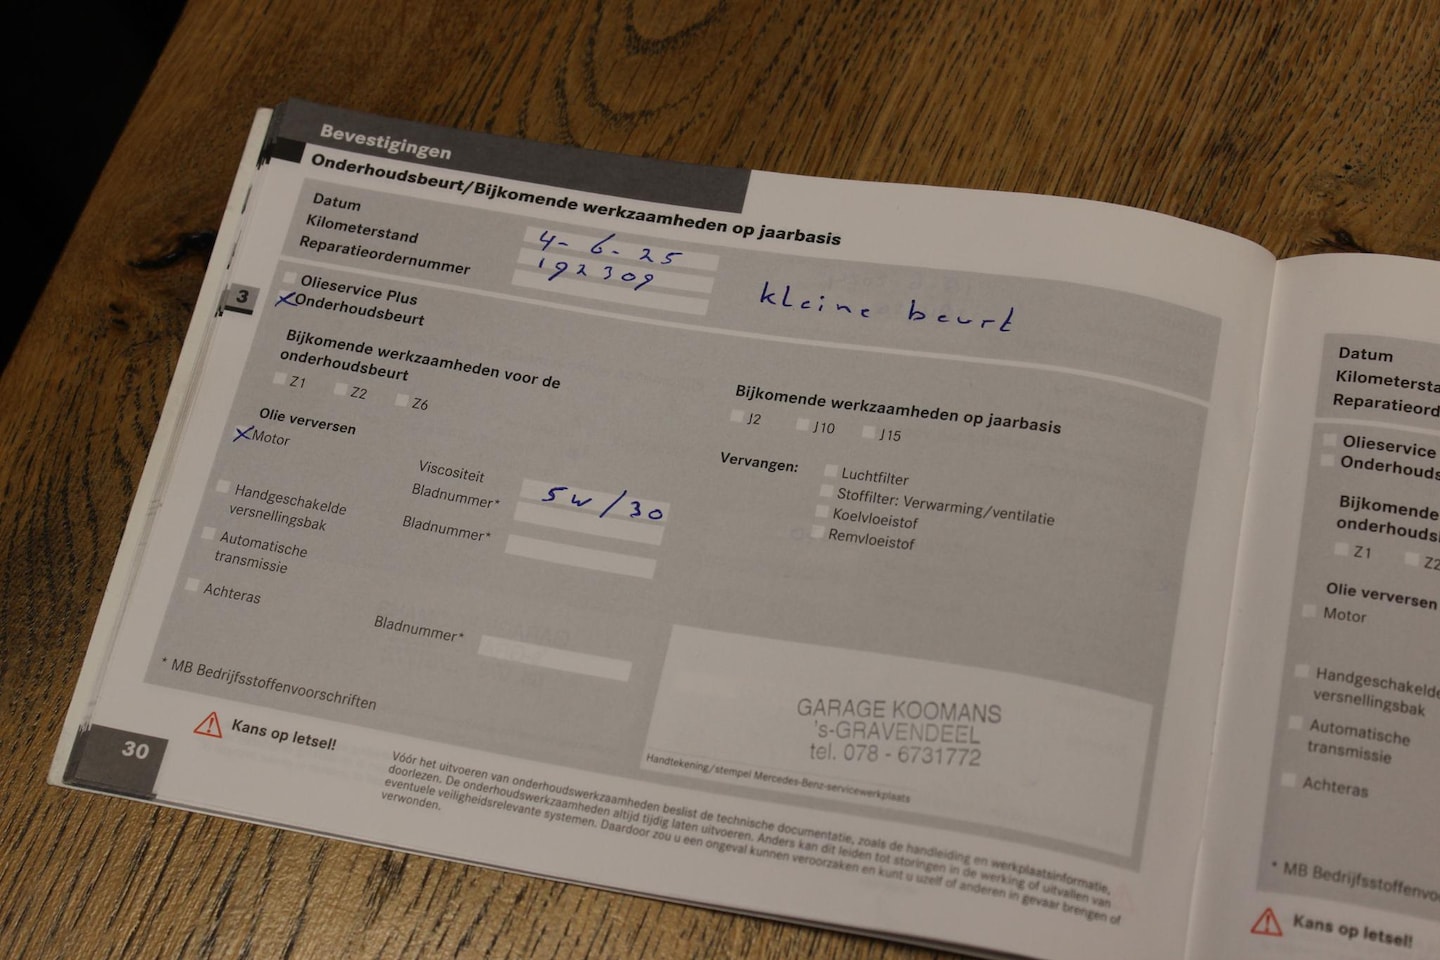 Bevestigingen
Onderhoudsbeurt/Bijkomende werkzaamheden op jaarbasis
Datum 4-6-25
Kilometerstand 192309
Reparatieordernummer
kleine beurt
3
Olieservice Plus
XOnderhoudsbeurt
Bijkomende werkzaamheden voor de
onderhoudsbeurt
Z1 Z2 Z6
Olie verversen
XMotor
Viscositeit 5w/30
Bladnummer*
Handgeschakelde
versnellingsbak
Bladnummer*
Automatische
transmissie
Achteras
Bladnummer*
* MB Bedrijfsstoffenvoorschriften
Bijkomende werkzaamheden op jaarbasis
J2 J10 J15
Vervangen:
Luchtfilter
Stoffilter: Verwarming/ventilatie
Koelvloeistof
Remvloeistof
GARAGE KOOMANS
's-GRAVENDEEL
tel. 078 - 6731772
Handtekening/stempel Mercedes-Benz-servicewerkplaats
30
Kans op letsel!
Vóór het uitvoeren van onderhoudswerkzaamheden beslist de technische documentatie, zoals de handleiding en werkplaatsinformatie,
doorlezen. De onderhoudswerkzaamheden altijd tijdig laten uitvoeren. Anders kan dit leiden tot storingen in de werking of uitvallen van
eventuele veiligheidsrelevante systemen. Daardoor zou u een ongeval kunnen veroorzaken en kunt u uzelf of anderen in gevaar brengen of
verwonden.
Datum
Kilometersta
Reparatieord
Olieservice
Onderhouds
Bijkomende
onderhouds
Z1 Z2
Olie verversen
Motor
Handgeschakelde
versnellingsbak
Automatische
transmissie
Achteras
* MB Bedrijfsstoffenvo
Kans op letsel!